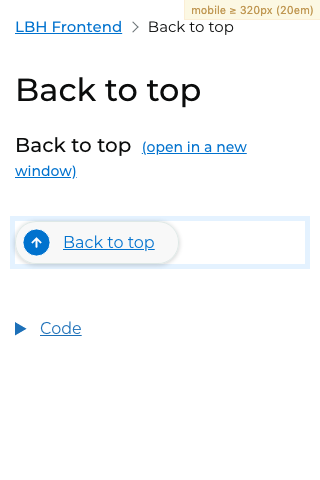 mobile ≥ 320px (20em)
LBH Frontend > Back to top
Back to top
Back to top (open in a new
window)
Back to top
Code